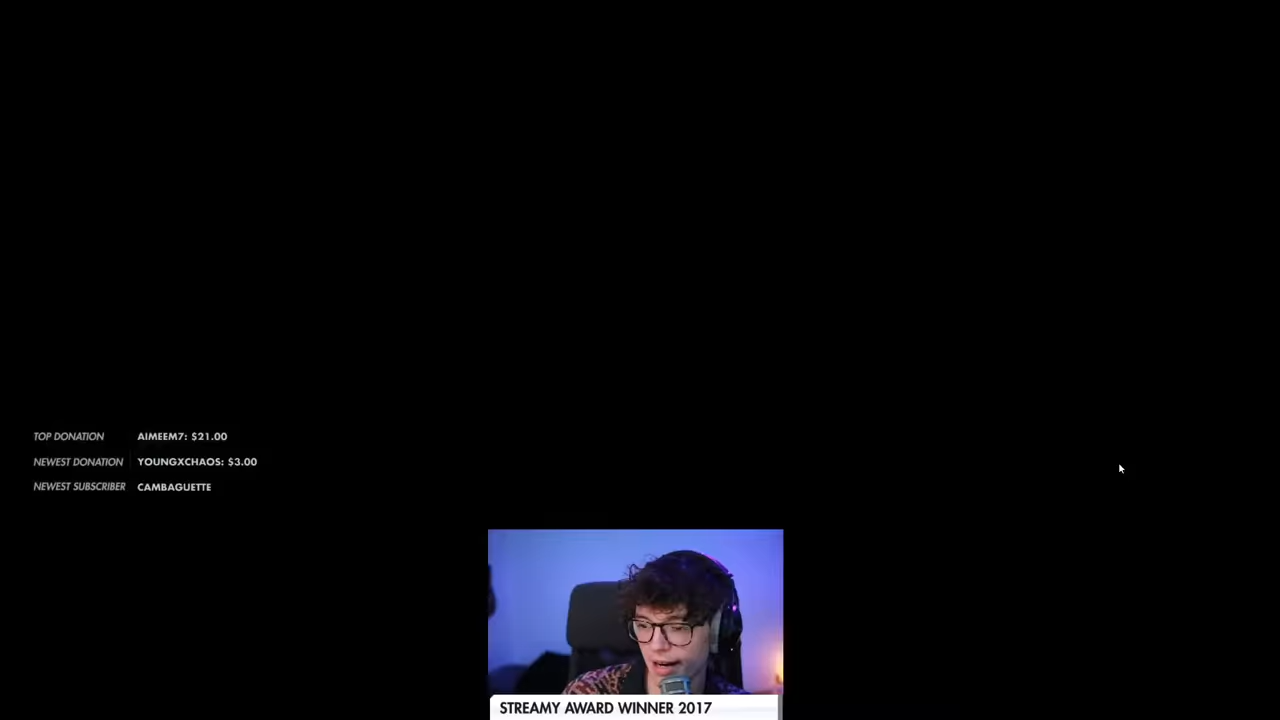 TOP DONATION AIMEEM7: $21.00
NEWEST DONATION YOUNGXCHAOS: $3.00
NEWEST SUBSCRIBER CAMBAGUETTE
STREAMY AWARD WINNER 2017